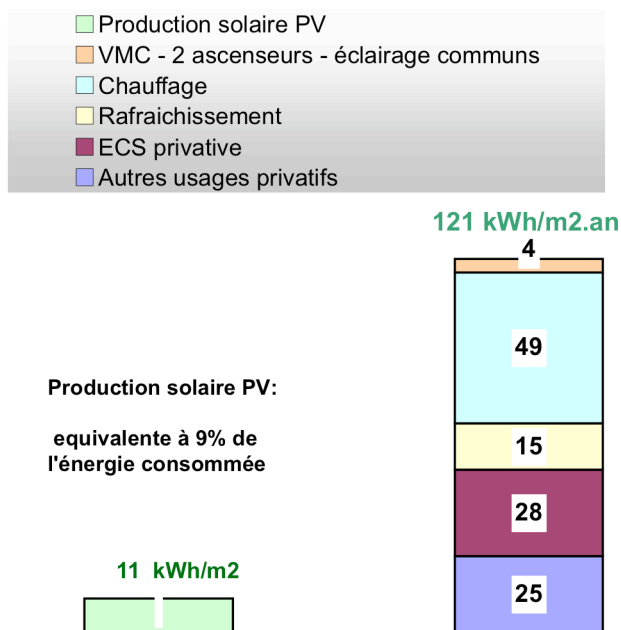 Production solaire PV
VMC - 2 ascenseurs - éclairage communs
Chauffage
Rafraichissement
ECS privative
Autres usages privatifs
121 kWh/m2.an
4
49
Production solaire PV:
equivalente à 9% de
l'énergie consommée
15
28
11 kWh/m2
25